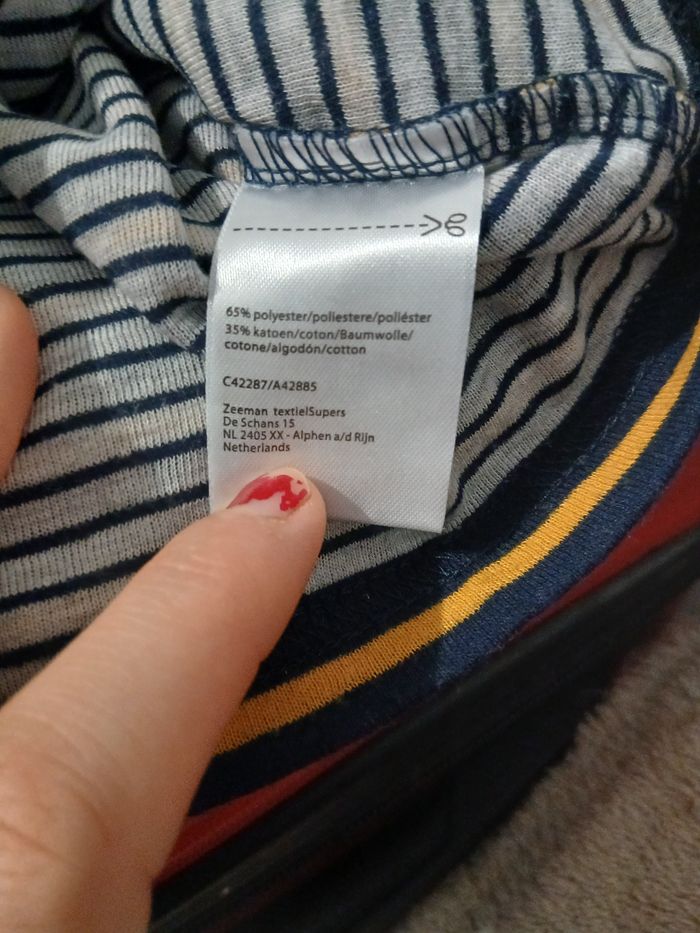 65% polyester/poliestere/poliéster
35% katoen/coton/Baumwolle/
cotone/algodón/cotton
C42287/A42885
Zeeman textielSupers
De Schans 15
NL 2405 XX - Alphen a/d Rijn
Netherlands